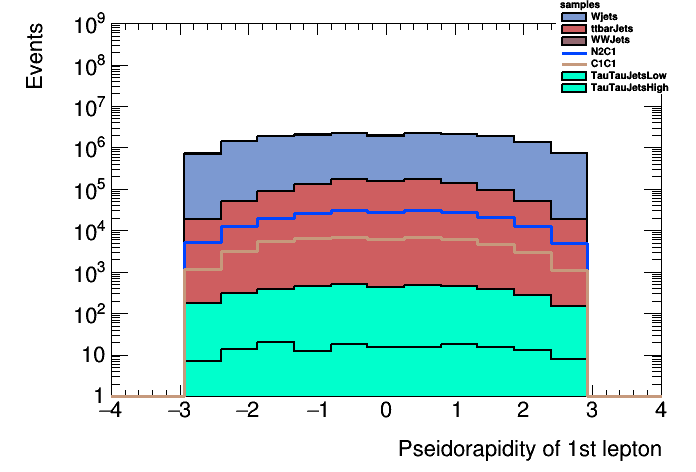 samples
Wjets
ttbarJets
WWJets
N2C1
C1C1
TauTauJetsLow
TauTauJetsHigh
Events
10⁹
10⁸
10⁷
10⁶
10⁵
10⁴
10³
10²
10
1
−4 −3 −2 −1 0 1 2 3 4
Pseidorapidity of 1st lepton